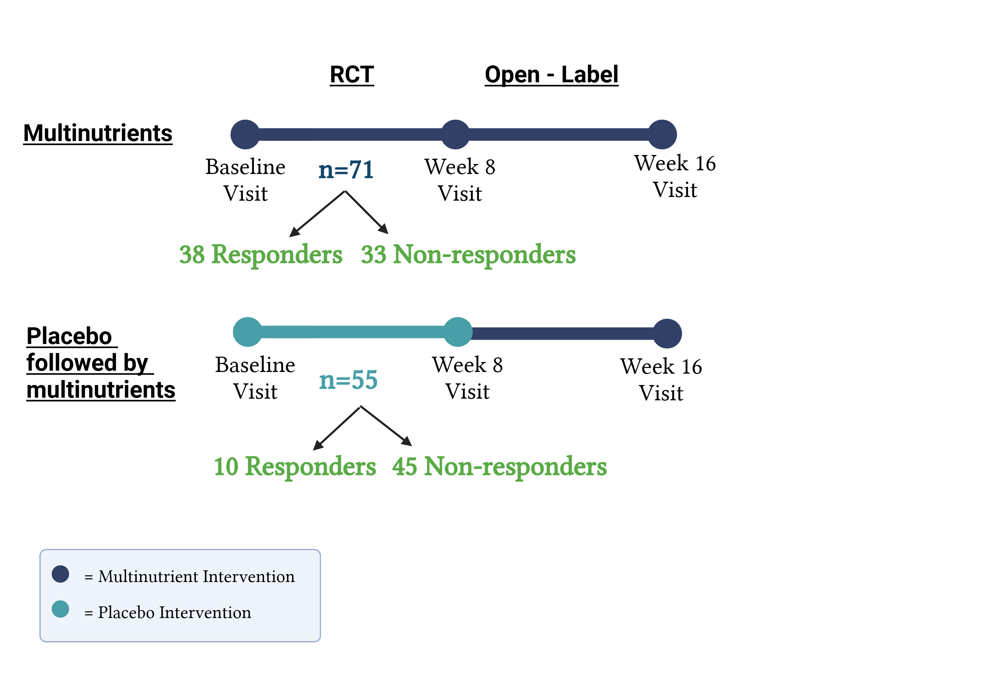 RCT
Open - Label
Multinutrients
Baseline
Visit
n=71
Week 8
Visit
Week 16
Visit
38 Responders
33 Non-responders
Placebo
followed by
multinutrients
Baseline
Visit
n=55
Week 8
Visit
Week 16
Visit
10 Responders
45 Non-responders
= Multinutrient Intervention
= Placebo Intervention